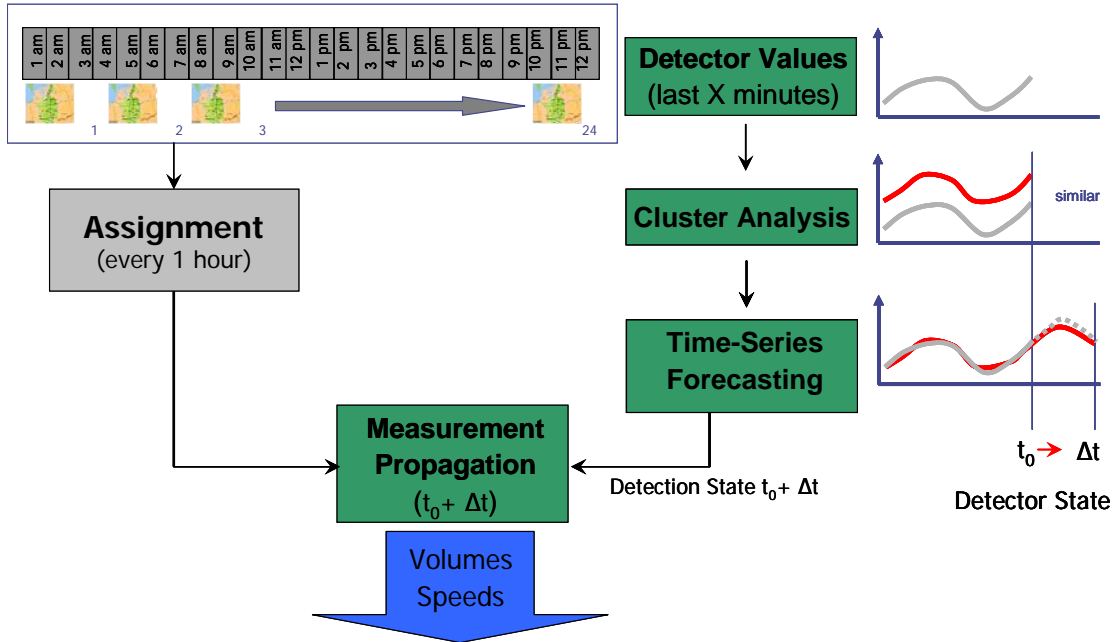 1 am 2 am 3 am 4 am 5 am 6 am 7 am 8 am 9 am 10 am 11 am 12 pm 1 pm 2 pm 3 pm 4 pm 5 pm 6 pm 7 pm 8 pm 9 pm 10 pm 11 pm 12 pm
1 2 3 24
Assignment
(every 1 hour)
Detector Values
(last X minutes)
Cluster Analysis
similar
Time-Series
Forecasting
t₀ → Δt
Detector State
Measurement
Propagation
(t₀+ Δt)
Detection State t₀+ Δt
Volumes
Speeds